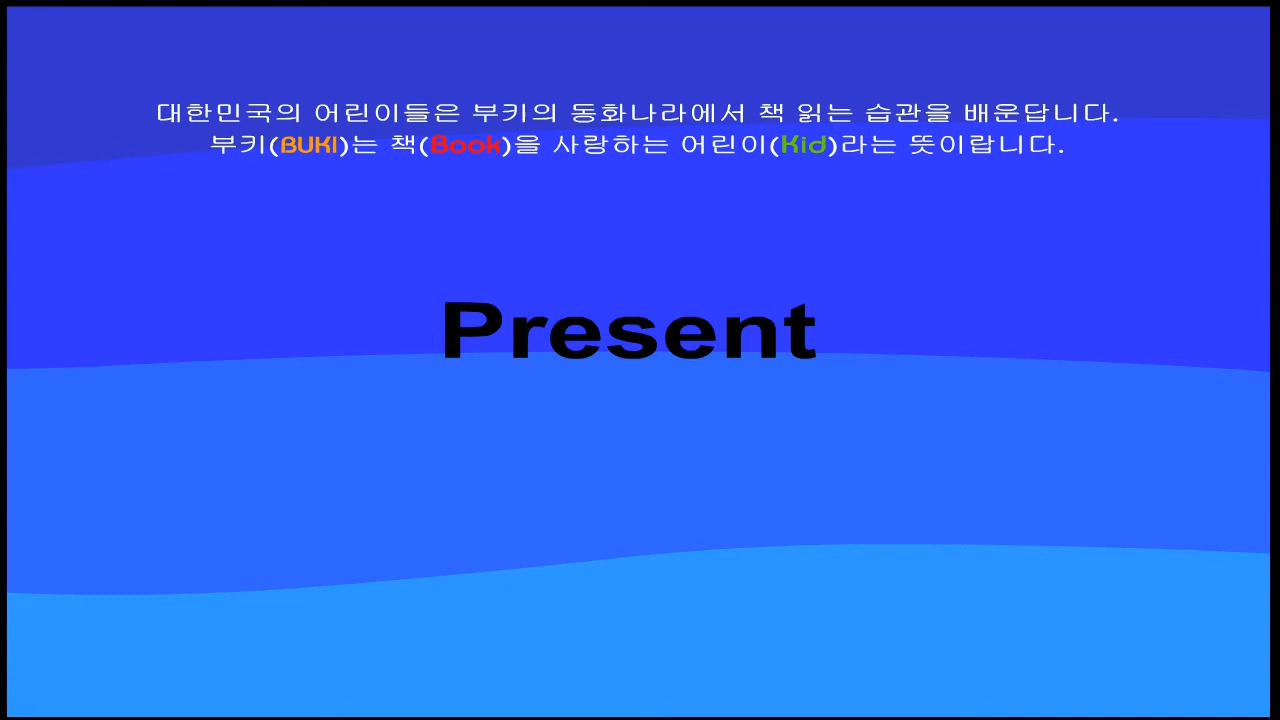 대한민국의 어린이들은 부키의 동화나라에서 책 읽는 습관을 배운답니다.
부키(BUKI)는 책(Book)을 사랑하는 어린이(Kid)라는 뜻이랍니다.
Present